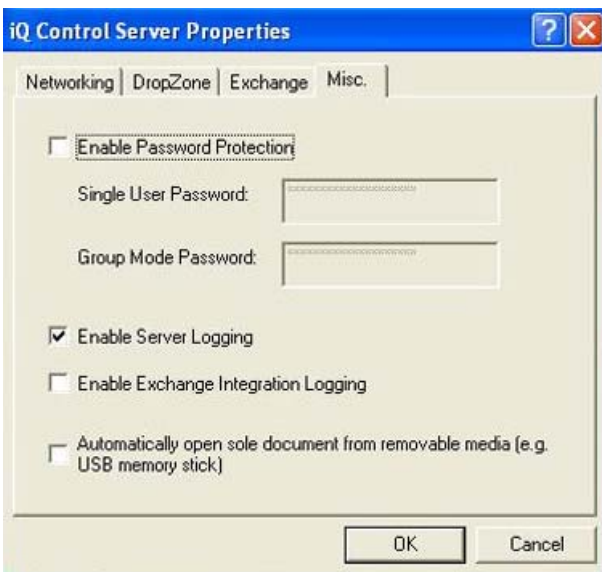 iQ Control Server Properties
Networking DropZone Exchange Misc.
Enable Password Protection
Single User Password:
Group Mode Password:
Enable Server Logging
Enable Exchange Integration Logging
Automatically open sole document from removable media (e.g.
USB memory stick)
OK Cancel